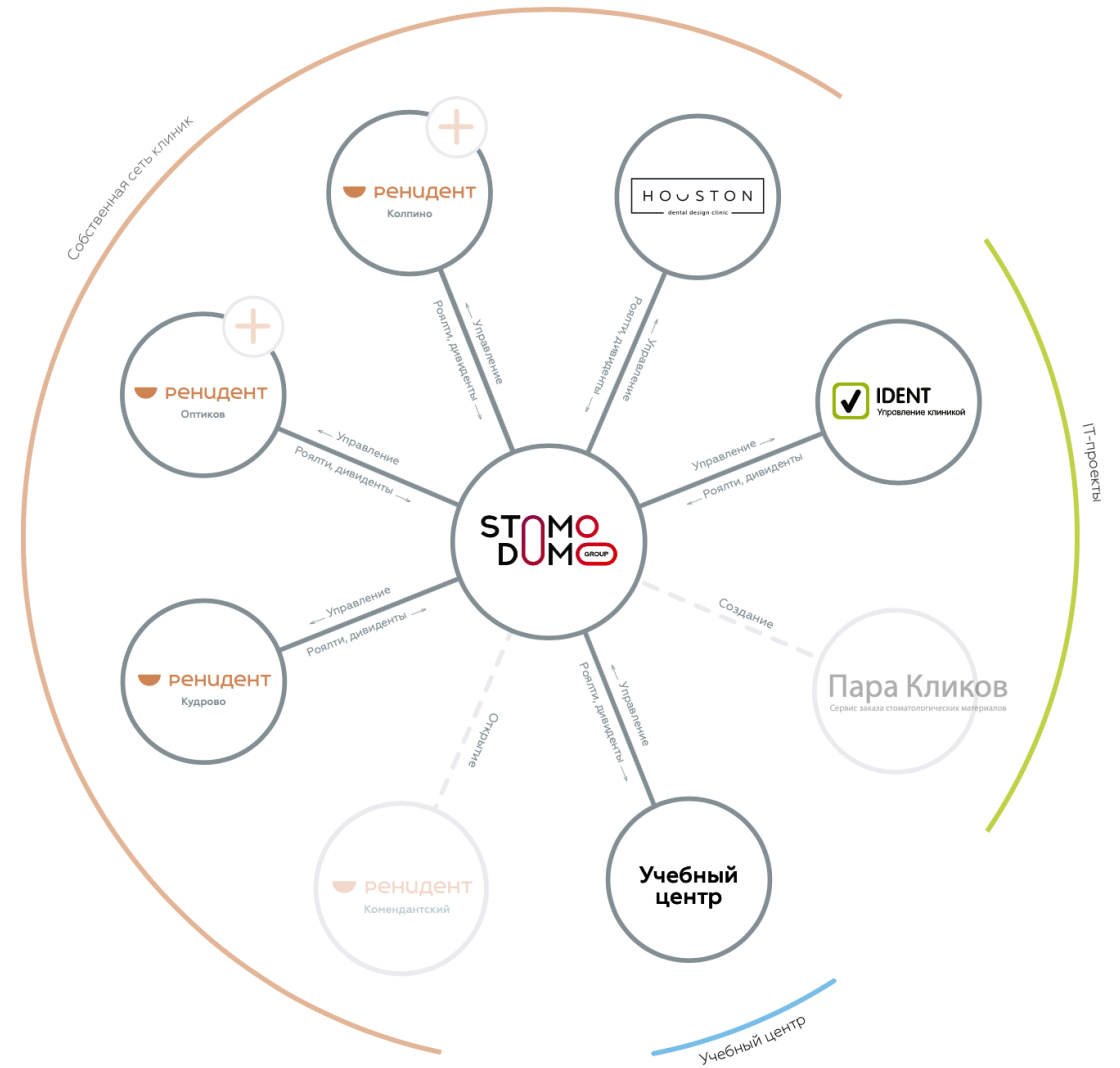 Собственная сеть клиник
РЕНИДЕНТ
Колпино
HOUSTON
dental design clinic
Управление
Роялти, дивиденты
Роялти, дивиденты
Управление
РЕНИДЕНТ
Оптиков
IDENT
Упровление клиникой
IT-проекты
Управление
Роялти, дивиденты
Управление
Роялти, дивиденты
STOMO
DOMO
GROUP
Управление
Роялти, дивиденты
Создание
РЕНИДЕНТ
Кудрово
Пара Кликов
Сервис заказа стоматологических материалов
Открытие
Управление
Роялти, дивиденты
РЕНИДЕНТ
Комендантский
Учебный
центр
Учебный центр